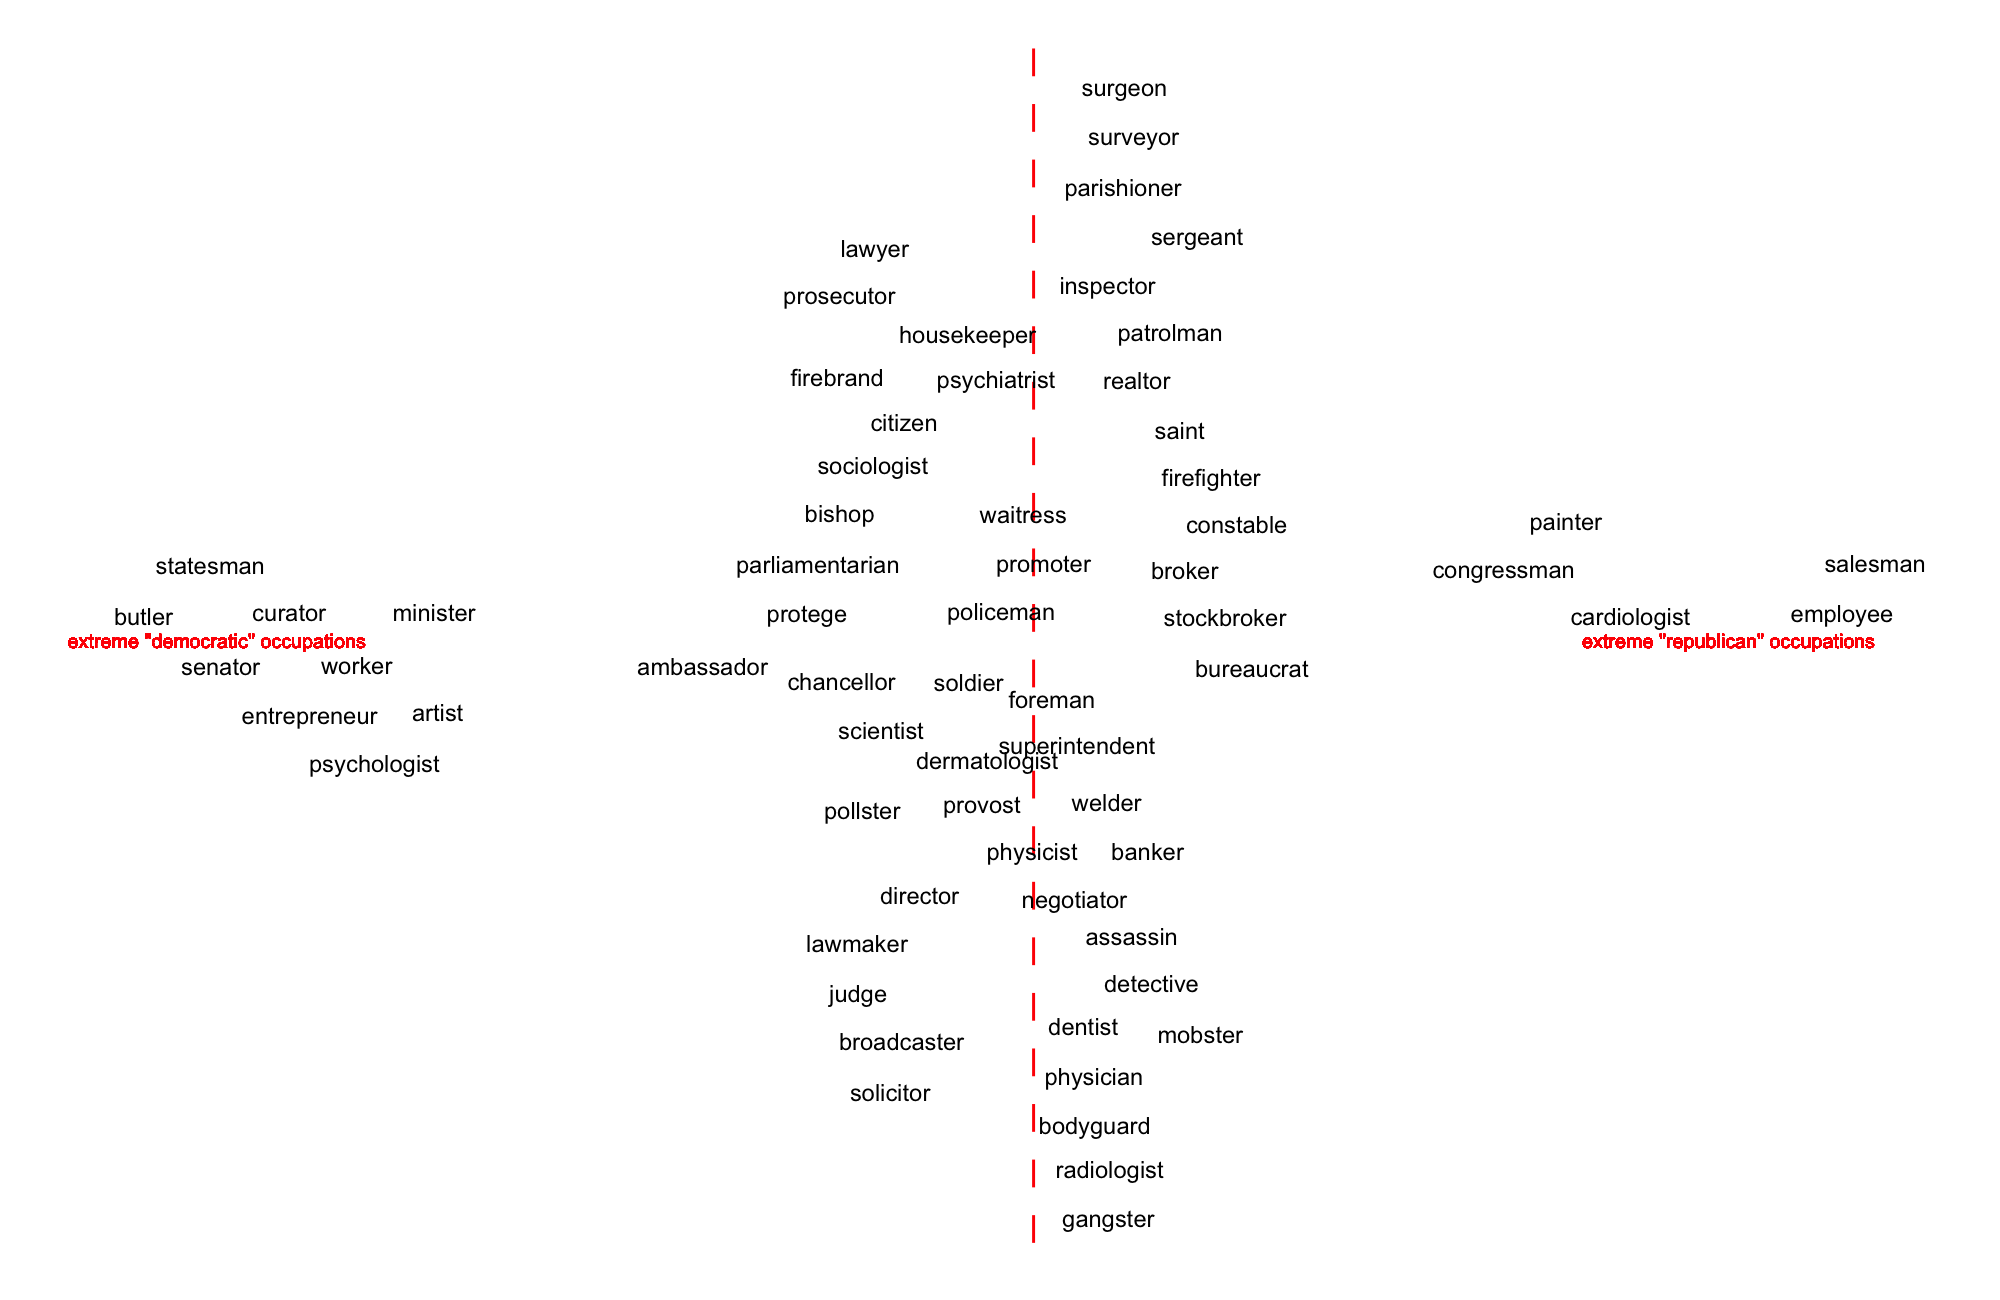 surgeon
surveyor
parishioner
sergeant
lawyer
inspector
prosecutor
patrolman
housekeeper
firebrand
psychiatrist
realtor
citizen
saint
sociologist
firefighter
bishop
waitress
constable
painter
statesman
parliamentarian
promoter
broker
congressman
salesman
butler
curator
minister
protege
policeman
stockbroker
cardiologist
employee
extreme "democratic" occupations
extreme "republican" occupations
senator
worker
ambassador
chancellor
soldier
bureaucrat
foreman
entrepreneur
artist
scientist
superintendent
dermatologist
psychologist
pollster
provost
welder
physicist
banker
director
negotiator
lawmaker
assassin
judge
detective
dentist
mobster
broadcaster
physician
solicitor
bodyguard
radiologist
gangster